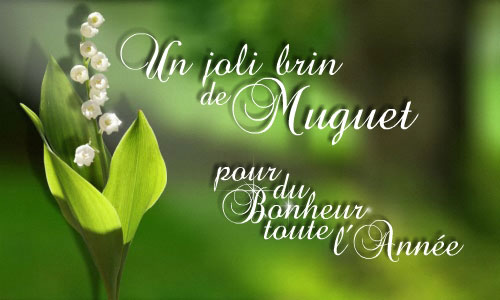 Un joli brin
de Muguet
pour
du
Bonheur
toute
l'Année